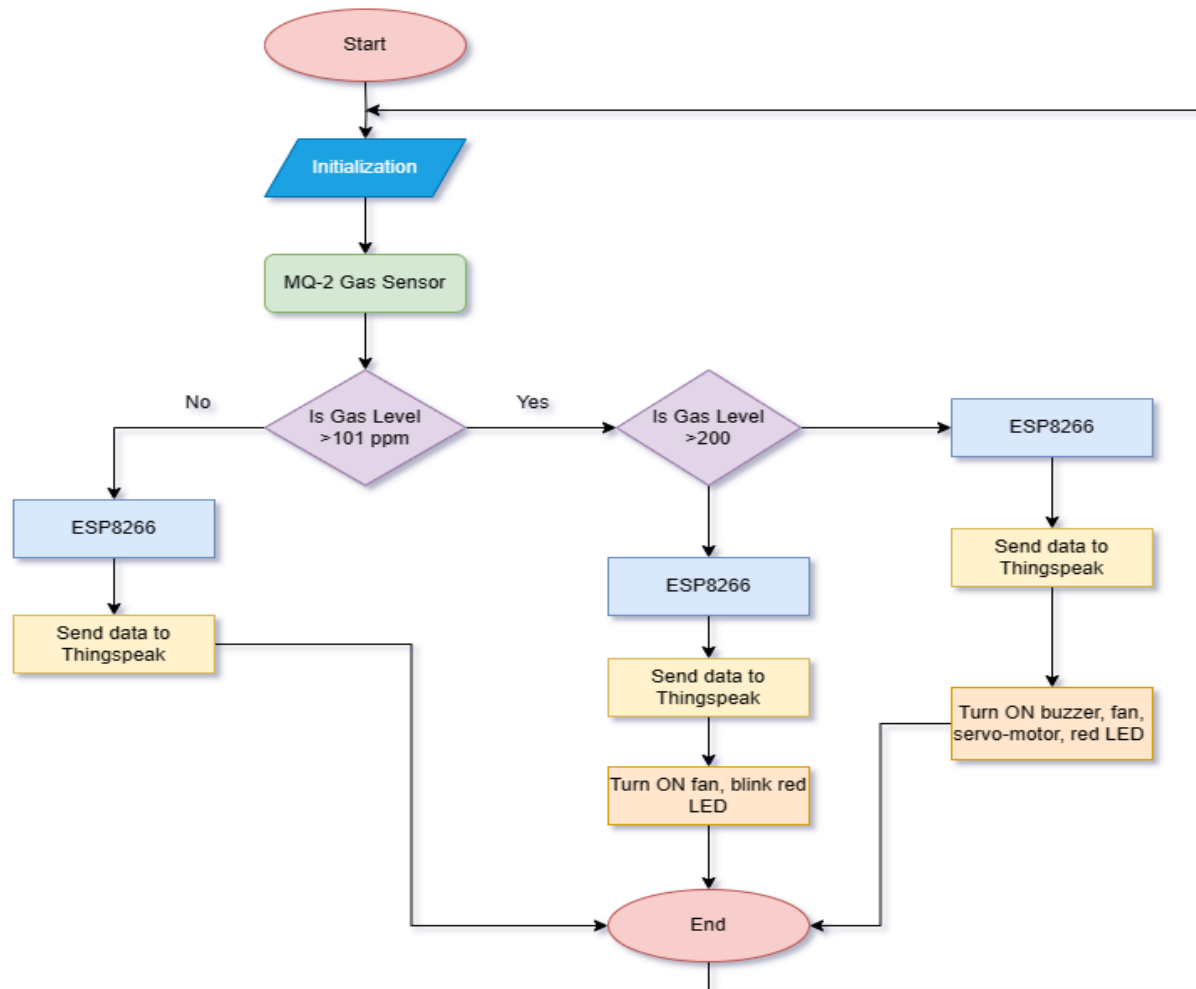 Start
Initialization
MQ-2 Gas Sensor
No
Is Gas Level
>101 ppm
Yes
Is Gas Level
>200
ESP8266
ESP8266
Send data to
Thingspeak
ESP8266
Send data to
Thingspeak
Send data to
Thingspeak
Turn ON buzzer, fan,
servo-motor, red LED
Turn ON fan, blink red
LED
End